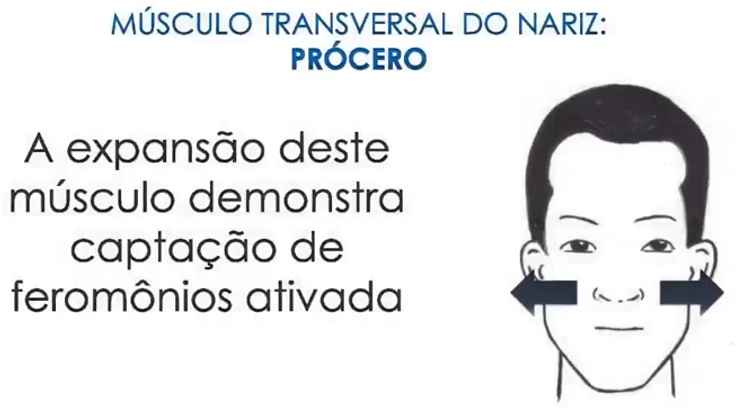 MÚSCULO TRANSVERSAL DO NARIZ:
PRÓCERO
A expansão deste
músculo demonstra
captação de
feromônios ativada